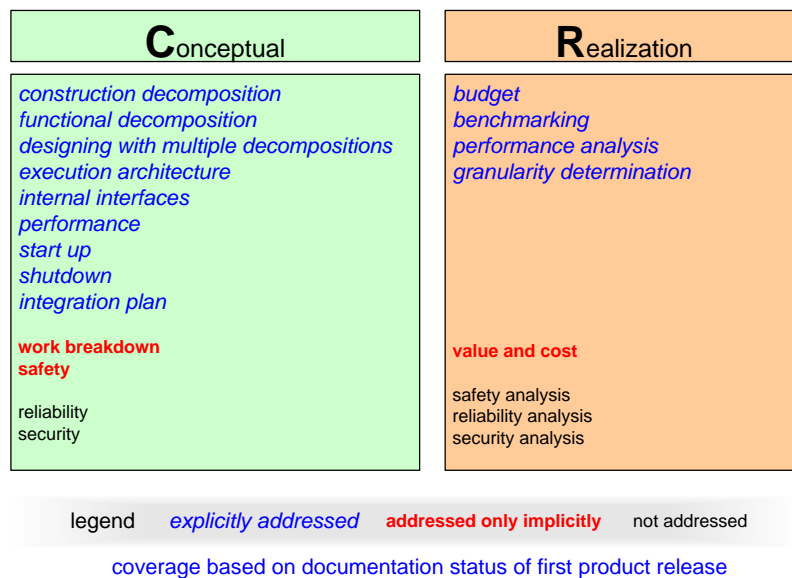 Conceptual
construction decomposition
functional decomposition
designing with multiple decompositions
execution architecture
internal interfaces
performance
start up
shutdown
integration plan
work breakdown
safety
reliability
security
Realization
budget
benchmarking
performance analysis
granularity determination
value and cost
safety analysis
reliability analysis
security analysis
legend explicitly addressed addressed only implicitly not addressed
coverage based on documentation status of first product release